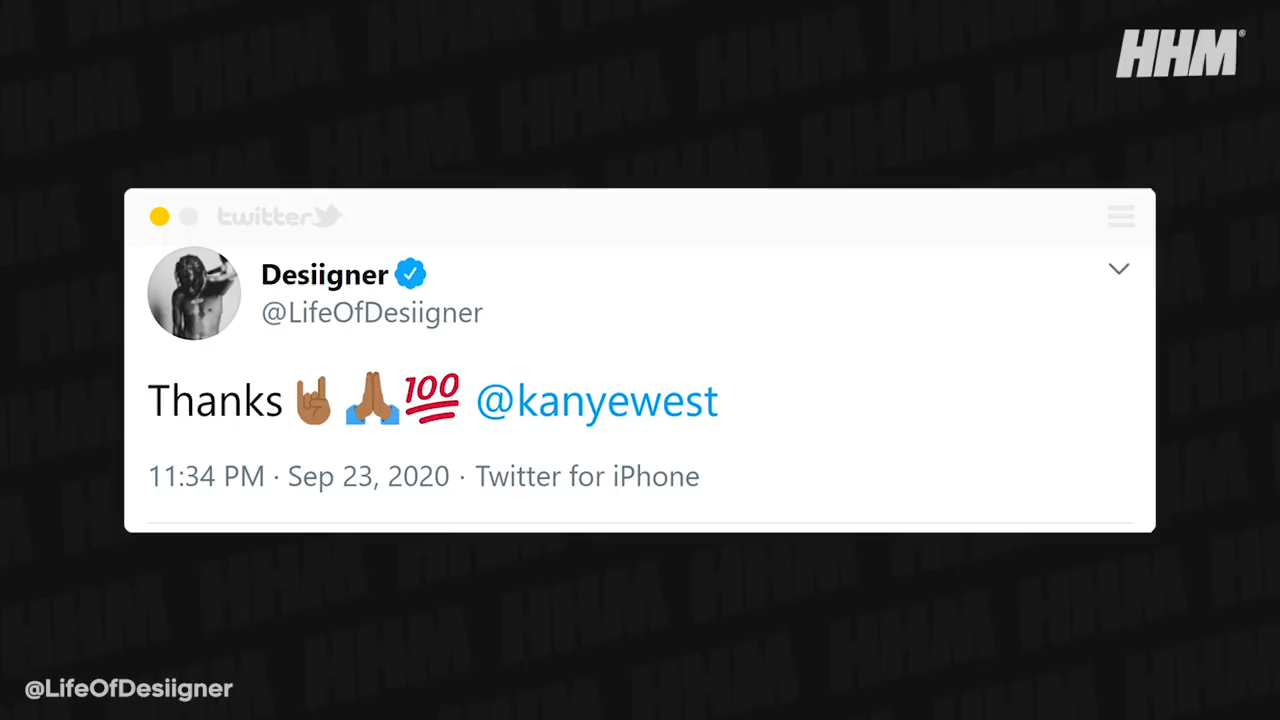 HHM®
twitter
Desiigner
@LifeOfDesiigner
Thanks🤘🏾🙏🏾💯 @kanyewest
11:34 PM · Sep 23, 2020 · Twitter for iPhone
@LifeOfDesiigner